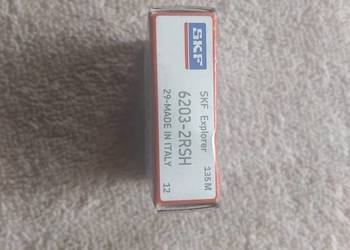 SKF
SKF Explorer 135M
6203-2RSH
29-MADE IN ITALY 12